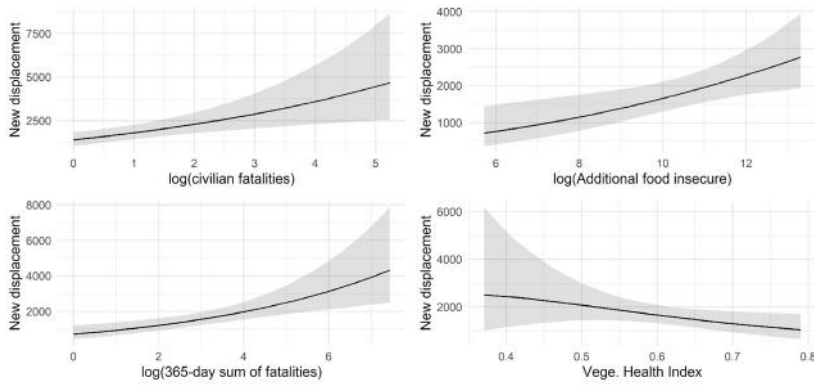 New displacement
7500
5000
2500
0 1 2 3 4 5
log(civilian fatalities)
New displacement
4000
3000
2000
1000
6 8 10 12
log(Additional food insecure)
New displacement
8000
6000
4000
2000
0 2 4 6
log(365-day sum of fatalities)
New displacement
6000
4000
2000
0.4 0.5 0.6 0.7 0.8
Vege. Health Index